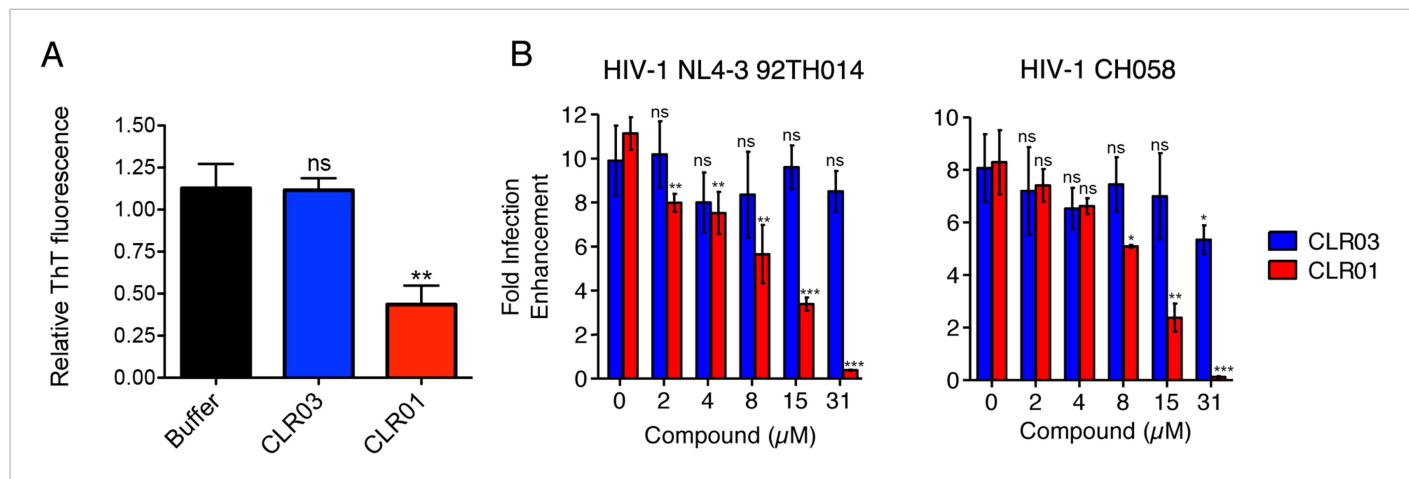 A
Relative ThT fluorescence
1.50
1.25
1.00
0.75
0.50
0.25
0.00
ns
**
Buffer
CLR03
CLR01
B
HIV-1 NL4-3 92TH014
Fold Infection
Enhancement
12
10
8
6
4
2
0
ns
**
ns
**
ns
**
ns
***
ns
***
0 2 4 8 15 31
Compound (µM)
HIV-1 CH058
10
8
6
4
2
0
ns
ns
ns
ns
ns
*
ns
**
*
***
0 2 4 8 15 31
Compound (µM)
CLR03
CLR01